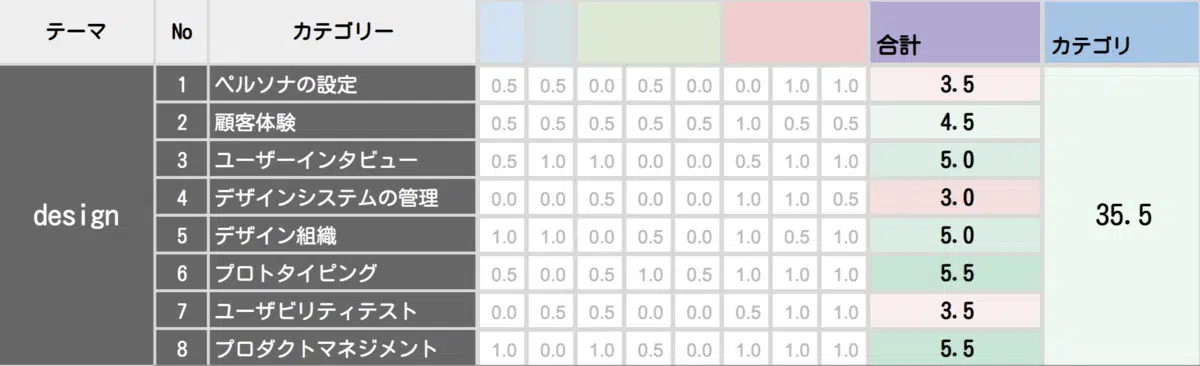 テーマ No カテゴリー 合計 カテゴリ
1 ペルソナの設定 0.5 0.5 0.0 0.5 0.0 0.0 1.0 1.0 3.5
2 顧客体験 0.5 0.5 0.5 0.5 0.5 1.0 0.5 0.5 4.5
3 ユーザーインタビュー 0.5 1.0 1.0 0.0 0.0 0.5 1.0 1.0 5.0
4 デザインシステムの管理 0.0 0.0 0.5 0.0 0.0 1.0 1.0 0.5 3.0
design 5 デザイン組織 1.0 1.0 0.0 0.5 0.0 1.0 0.5 1.0 5.0 35.5
6 プロトタイピング 0.5 0.0 0.5 1.0 0.5 1.0 1.0 1.0 5.5
7 ユーザビリティテスト 0.0 0.5 0.5 0.0 0.0 0.5 1.0 1.0 3.5
8 プロダクトマネジメント 1.0 0.0 1.0 0.5 0.0 1.0 1.0 1.0 5.5